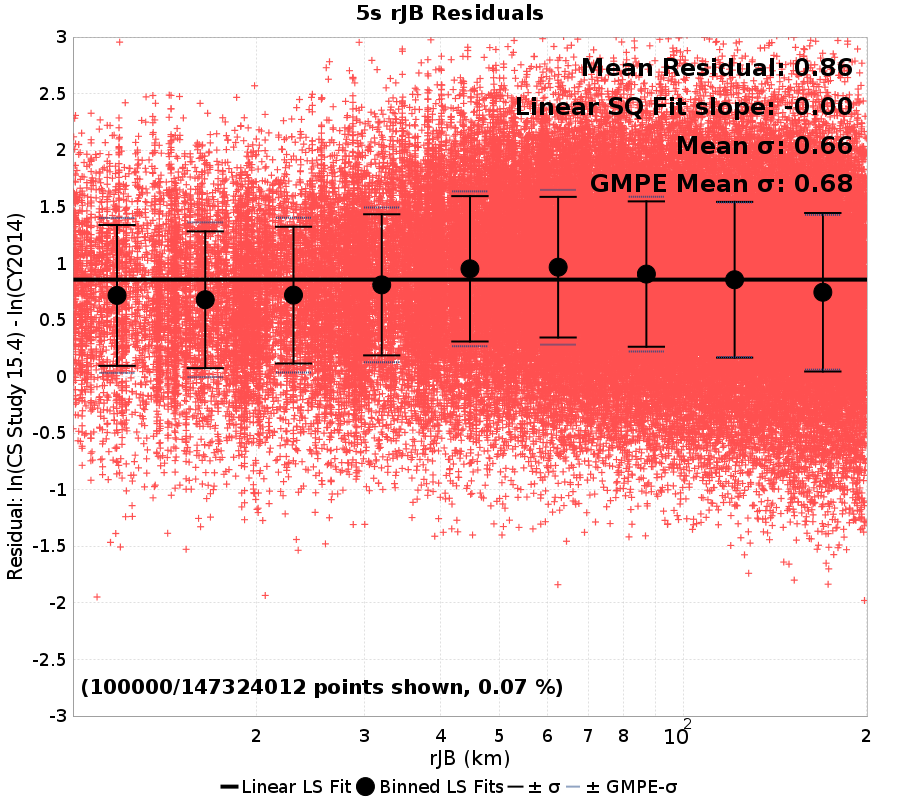 5s rJB Residuals
Mean Residual: 0.86
Linear SQ Fit slope: -0.00
Mean σ: 0.66
GMPE Mean σ: 0.68
Residual: ln(CS Study 15.4) - ln(CY2014)
3
2.5
2
1.5
1
0.5
0
-0.5
-1
-1.5
-2
-2.5
-3
(100000/147324012 points shown, 0.07 %)
2 3 4 5 6 7 8 10² 2
rJB (km)
Linear LS Fit Binned LS Fits ± σ ± GMPE-σ